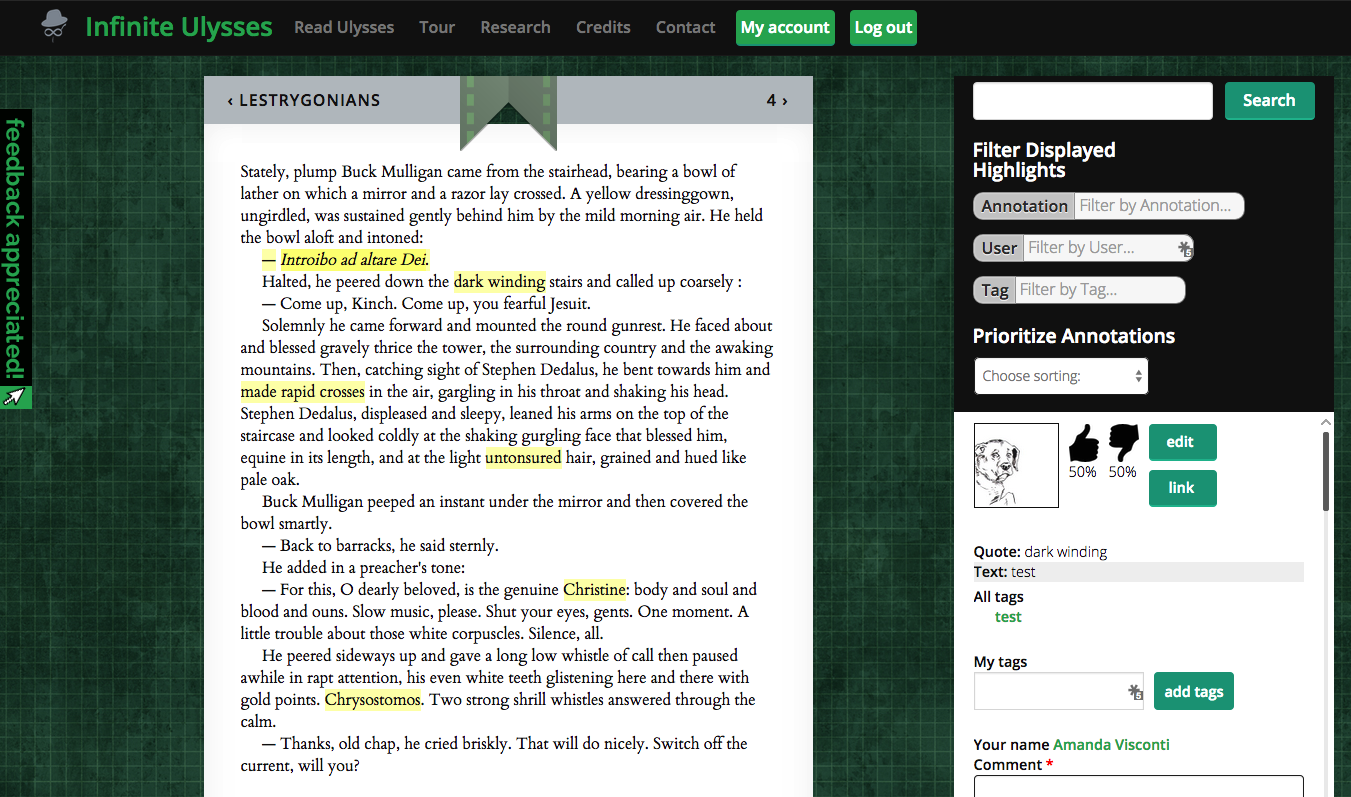 Infinite Ulysses Read Ulysses Tour Research Credits Contact My account Log out
feedback appreciated!
‹ LESTRYGONIANS 4 ›
Stately, plump Buck Mulligan came from the stairhead, bearing a bowl of
lather on which a mirror and a razor lay crossed. A yellow dressinggown,
ungirdled, was sustained gently behind him by the mild morning air. He held
the bowl aloft and intoned:
— Introibo ad altare Dei.
Halted, he peered down the dark winding stairs and called up coarsely :
— Come up, Kinch. Come up, you fearful Jesuit.
Solemnly he came forward and mounted the round gunrest. He faced about
and blessed gravely thrice the tower, the surrounding country and the awaking
mountains. Then, catching sight of Stephen Dedalus, he bent towards him and
made rapid crosses in the air, gargling in his throat and shaking his head.
Stephen Dedalus, displeased and sleepy, leaned his arms on the top of the
staircase and looked coldly at the shaking gurgling face that blessed him,
equine in its length, and at the light untonsured hair, grained and hued like
pale oak.
Buck Mulligan peeped an instant under the mirror and then covered the
bowl smartly.
— Back to barracks, he said sternly.
He added in a preacher's tone:
— For this, O dearly beloved, is the genuine Christine: body and soul and
blood and ouns. Slow music, please. Shut your eyes, gents. One moment. A
little trouble about those white corpuscles. Silence, all.
He peered sideways up and gave a long low whistle of call then paused
awhile in rapt attention, his even white teeth glistening here and there with
gold points. Chrysostomos. Two strong shrill whistles answered through the
calm.
— Thanks, old chap, he cried briskly. That will do nicely. Switch off the
current, will you?
Search
Filter Displayed
Highlights
Annotation Filter by Annotation...
User Filter by User... 5
Tag Filter by Tag...
Prioritize Annotations
Choose sorting:
edit
50% 50%
link
Quote: dark winding
Text: test
All tags
test
My tags
5 add tags
Your name Amanda Visconti
Comment *